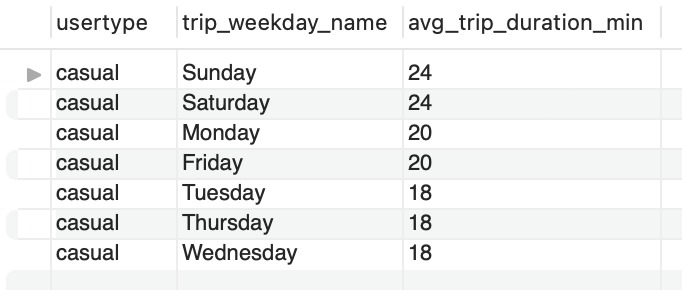 usertype trip_weekday_name avg_trip_duration_min
casual Sunday 24
casual Saturday 24
casual Monday 20
casual Friday 20
casual Tuesday 18
casual Thursday 18
casual Wednesday 18